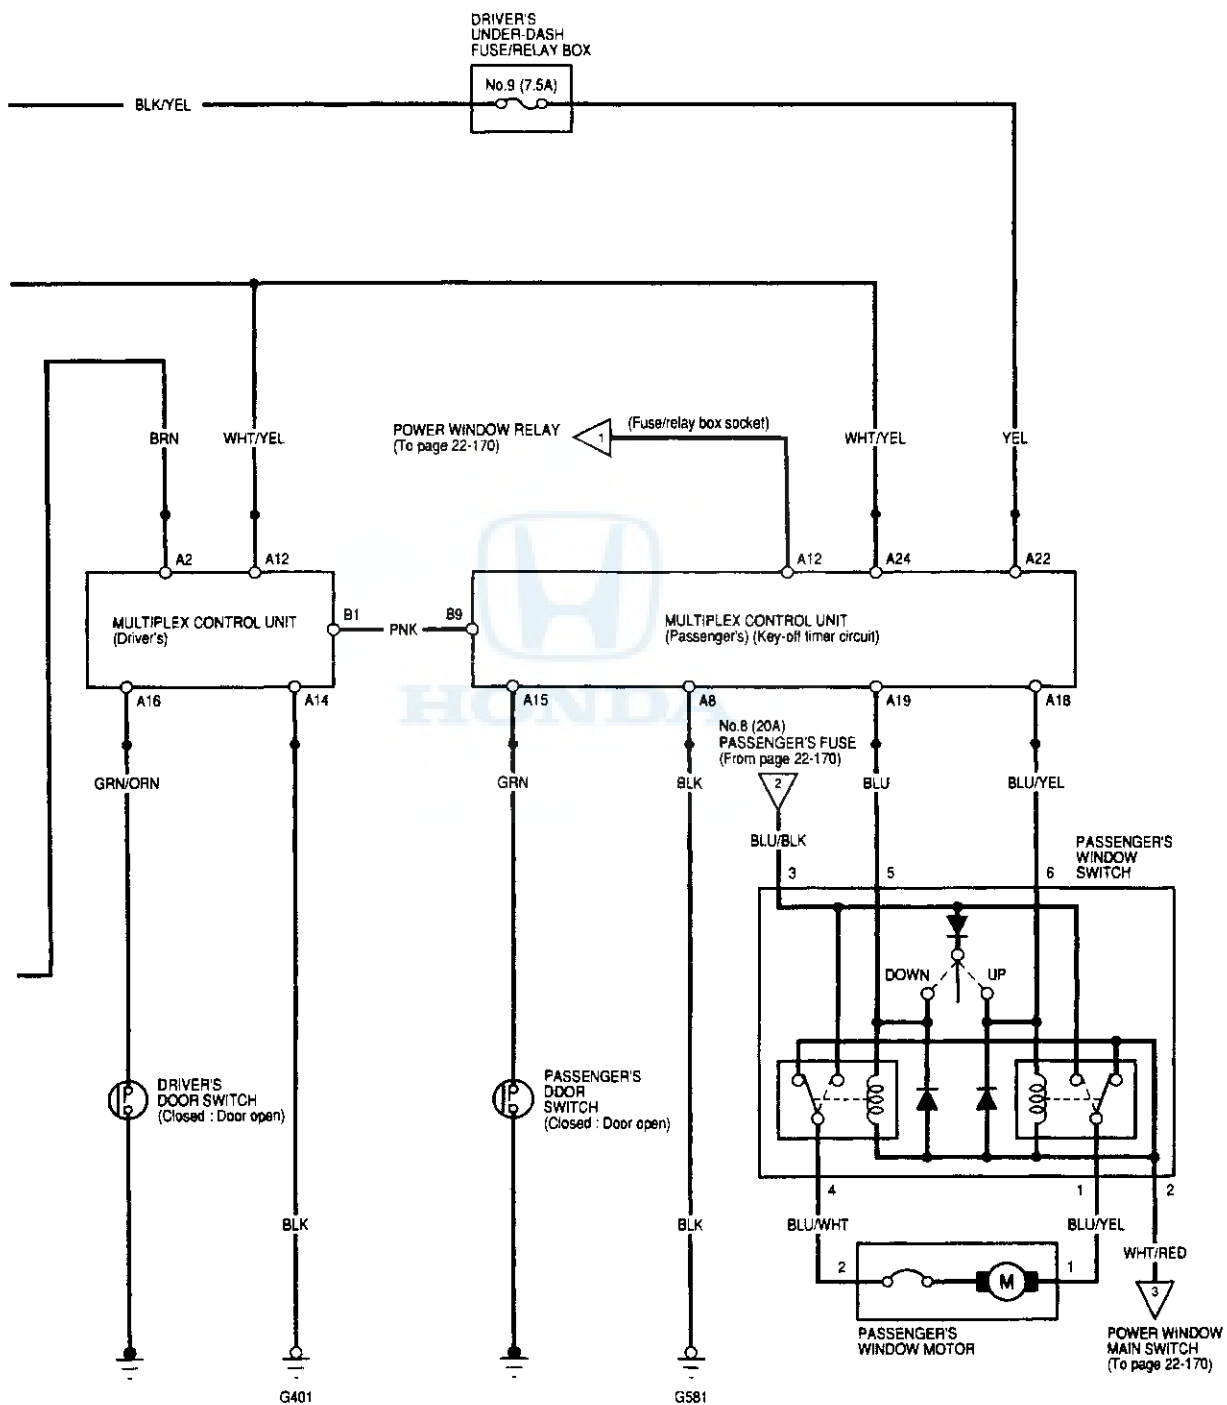 DRIVER'S
UNDER-DASH
FUSE/RELAY BOX
No.9 (7.5A)
BLK/YEL
BRN
WHT/YEL
POWER WINDOW RELAY
(To page 22-170)
1
(Fuse/relay box socket)
WHT/YEL
YEL
A2
A12
A12
A24
A22
MULTIPLEX CONTROL UNIT
(Driver's)
B1
PNK
B9
MULTIPLEX CONTROL UNIT
(Passenger's) (Key-off timer circuit)
HONDA
A16
A14
A15
A8
A19
A18
No.8 (20A)
PASSENGER'S FUSE
(From page 22-170)
2
GRN/ORN
GRN
BLK
BLU
BLU/YEL
BLU/BLK
PASSENGER'S
WINDOW
SWITCH
3
5
6
DOWN
UP
DRIVER'S
DOOR SWITCH
(Closed : Door open)
PASSENGER'S
DOOR
SWITCH
(Closed : Door open)
4
1
2
BLK
BLK
BLU/WHT
BLU/YEL
WHT/RED
2
M
1
3
PASSENGER'S
WINDOW MOTOR
POWER WINDOW
MAIN SWITCH
(To page 22-170)
G401
G581